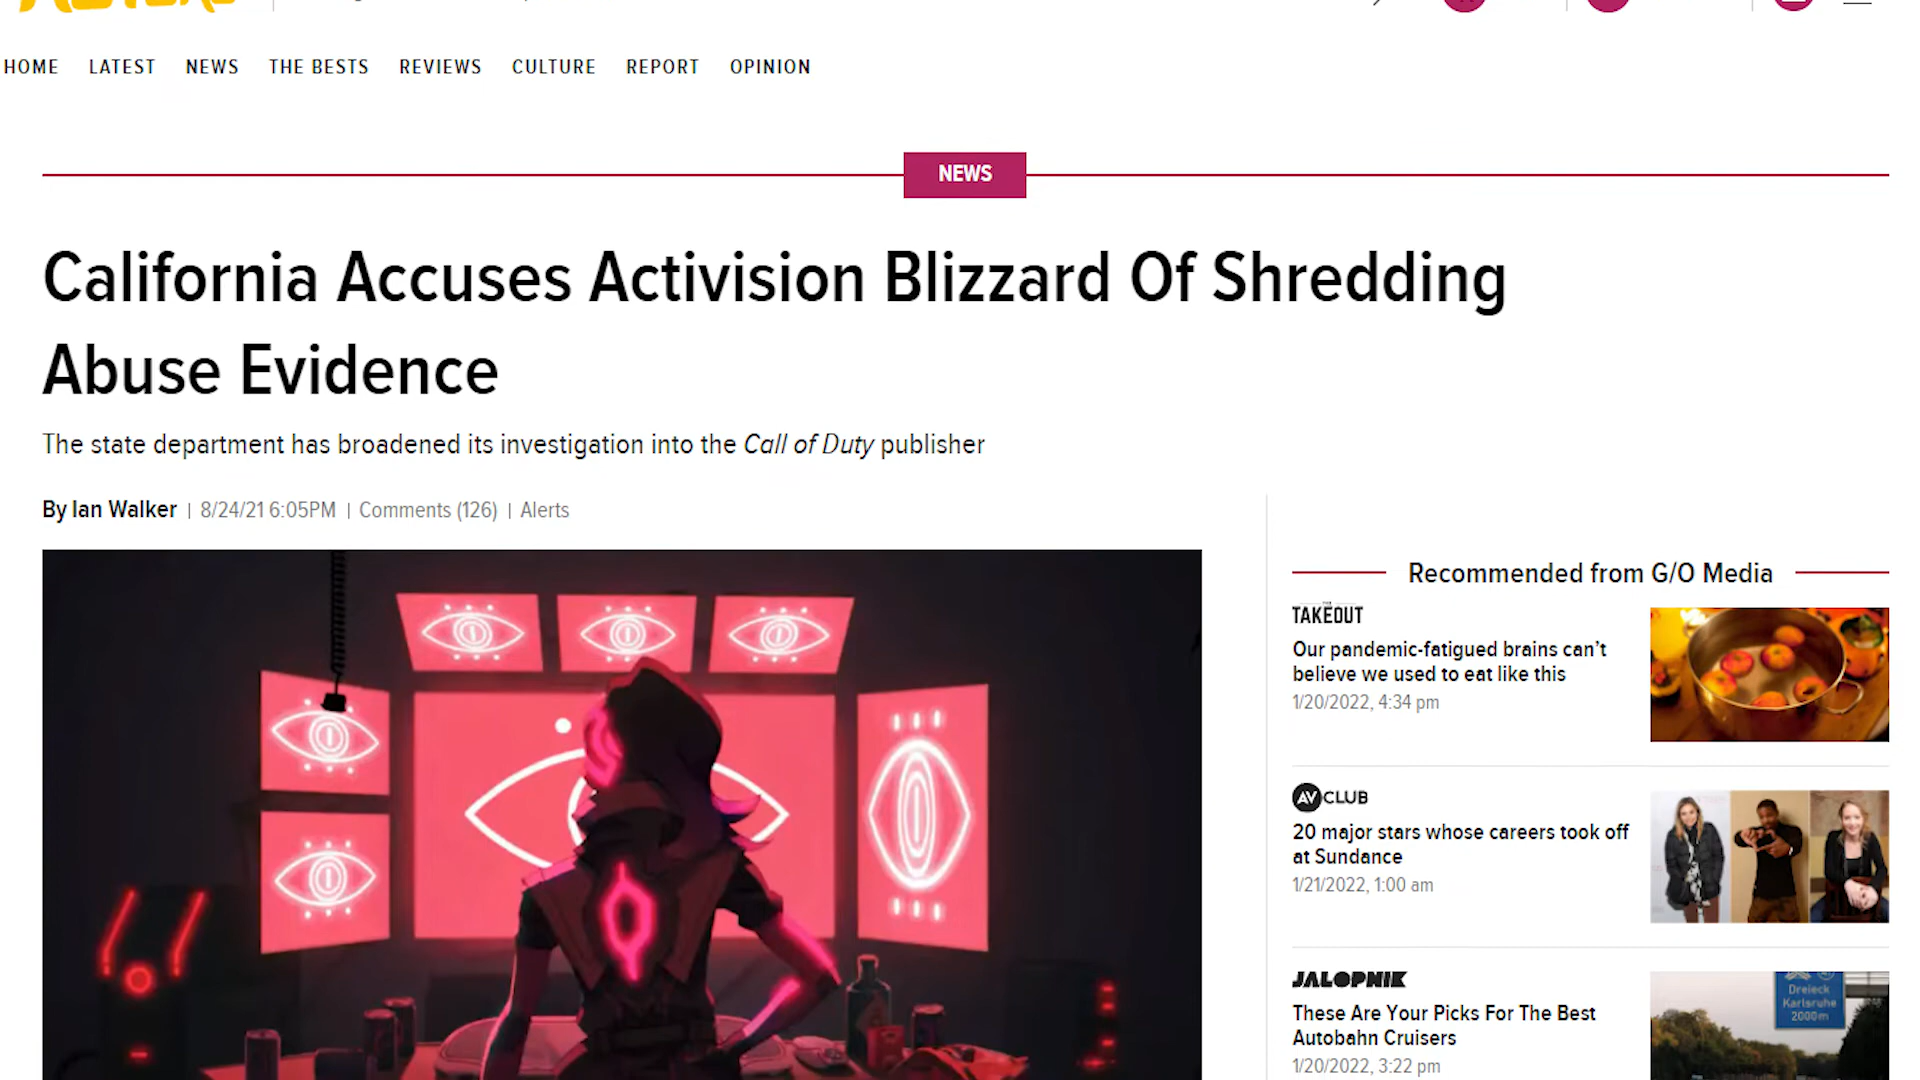 HOME LATEST NEWS THE BESTS REVIEWS CULTURE REPORT OPINION
NEWS
California Accuses Activision Blizzard Of Shredding
Abuse Evidence
The state department has broadened its investigation into the Call of Duty publisher
By Ian Walker | 8/24/21 6:05PM | Comments (126) | Alerts
Recommended from G/O Media
THE TAKEOUT
Our pandemic-fatigued brains can't
believe we used to eat like this
1/20/2022, 4:34 pm
AV CLUB
20 major stars whose careers took off
at Sundance
1/21/2022, 1:00 am
JALOPNIK
These Are Your Picks For The Best
Autobahn Cruisers
1/20/2022, 3:22 pm
Dreieck
Karlsruhe
2000m